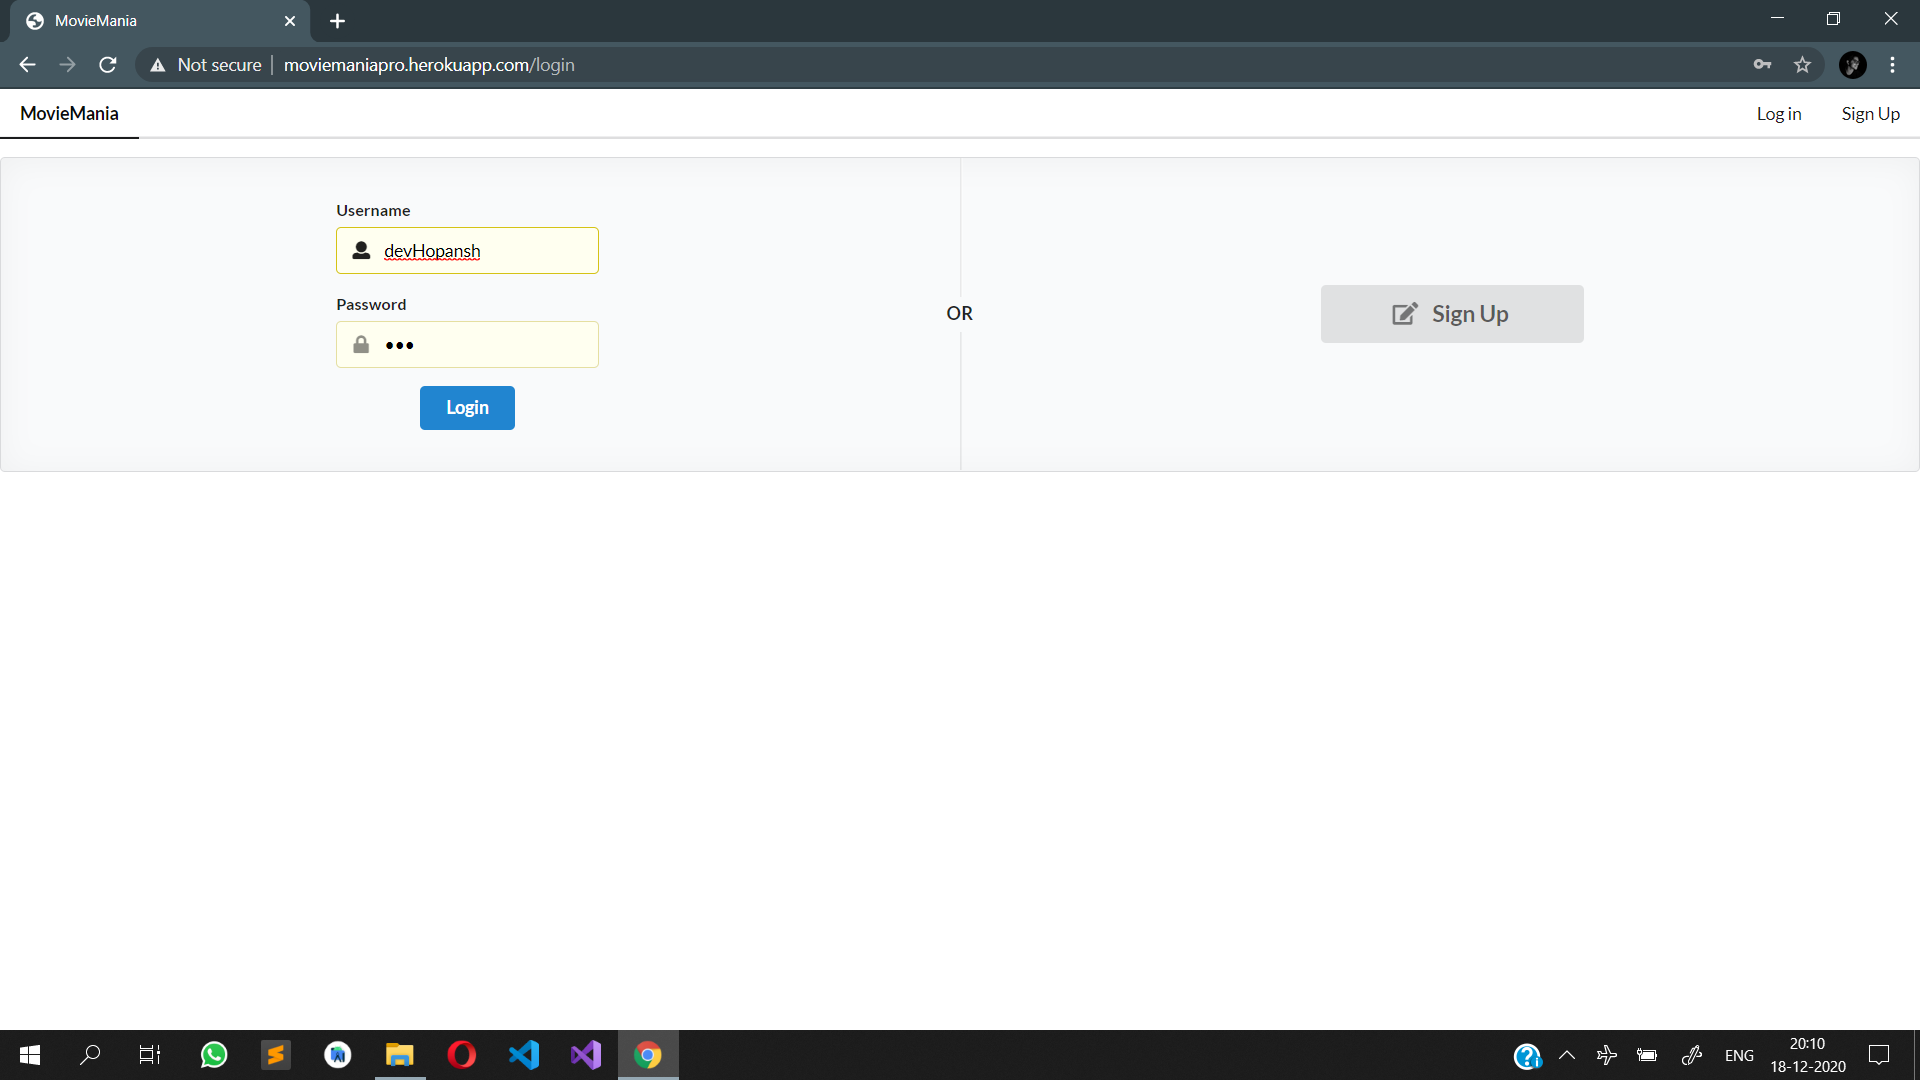 MovieMania
Not secure
moviemaniapro.herokuapp.com/login
MovieMania
Log in
Sign Up
Username
devHopansh
Password
•••
Login
OR
Sign Up
ENG
20:10
18-12-2020